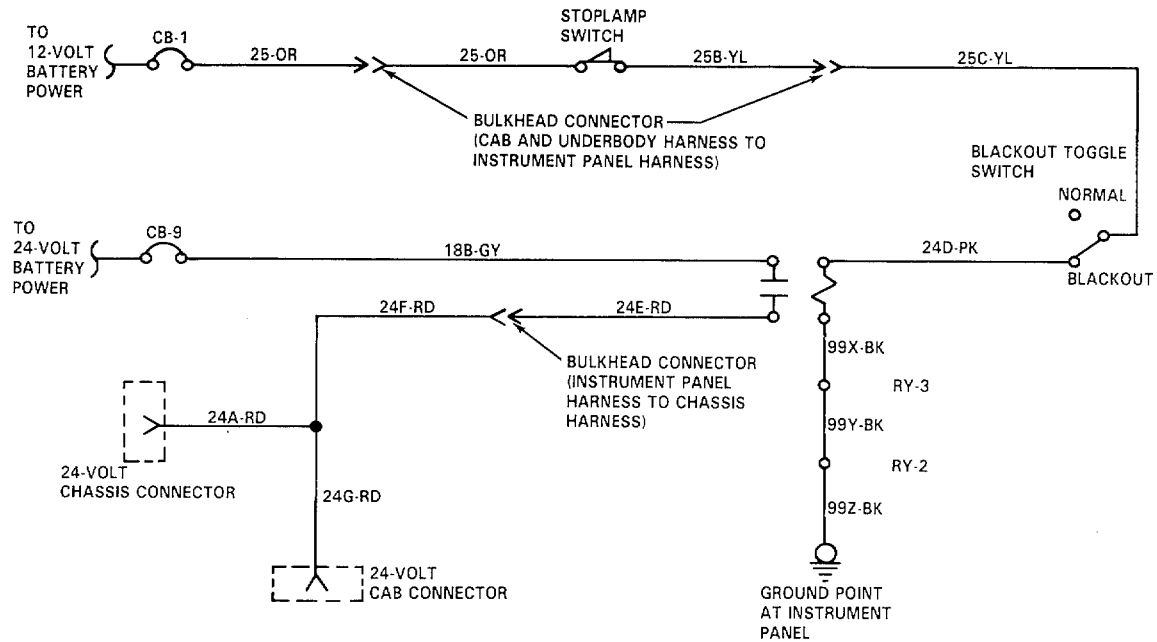 TO
12-VOLT
BATTERY
POWER
CB-1
25-OR
25-OR
STOPLAMP
SWITCH
25B-YL
25C-YL
BULKHEAD CONNECTOR
(CAB AND UNDERBODY HARNESS TO
INSTRUMENT PANEL HARNESS)
BLACKOUT TOGGLE
SWITCH
NORMAL
BLACKOUT
TO
24-VOLT
BATTERY
POWER
CB-9
18B-GY
24D-PK
24F-RD
24E-RD
BULKHEAD CONNECTOR
(INSTRUMENT PANEL
HARNESS TO CHASSIS
HARNESS)
99X-BK
RY-3
99Y-BK
RY-2
99Z-BK
24A-RD
24-VOLT
CHASSIS CONNECTOR
24G-RD
24-VOLT
CAB CONNECTOR
GROUND POINT
AT INSTRUMENT
PANEL